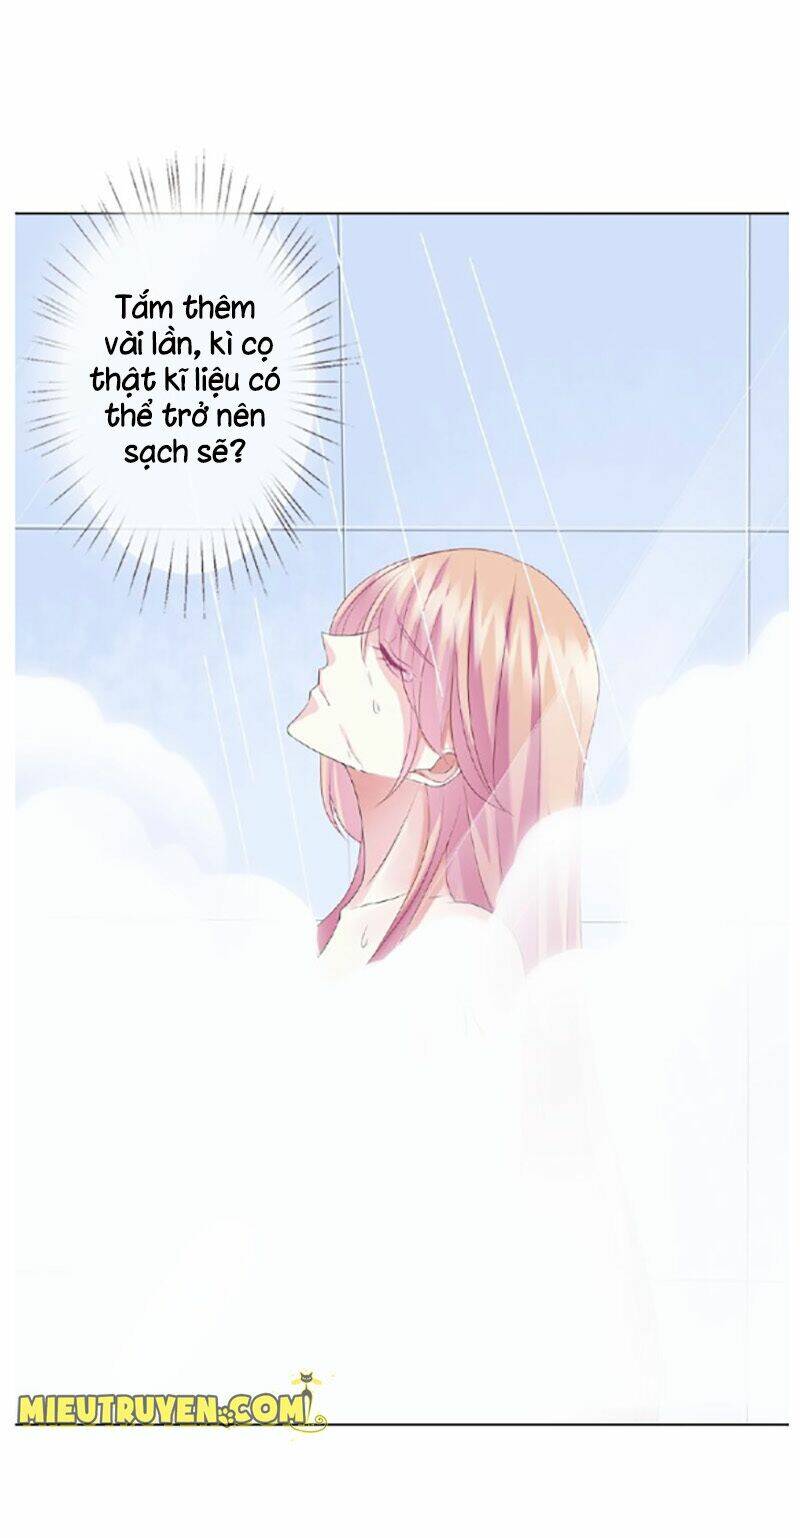 Tắm thêm
vài lần, kì cọ
thật kĩ liệu có
thể trở nên
sạch sẽ?
MIEUTRUYEN.COM